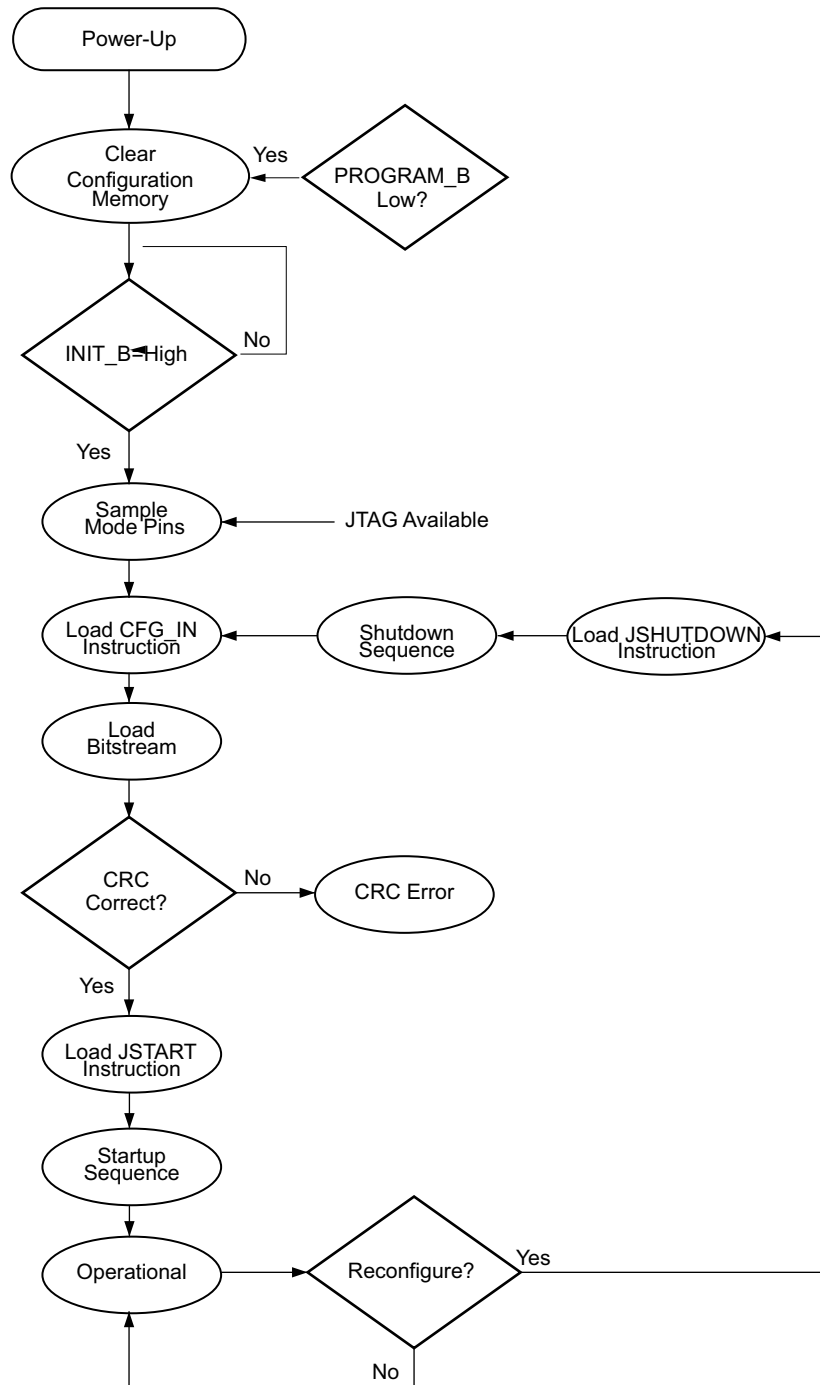 Power-Up
Clear
Configuration
Memory
Yes
PROGRAM_B
Low?
INIT_B=High
No
Yes
Sample
Mode Pins
JTAG Available
Load CFG_IN
Instruction
Shutdown
Sequence
Load JSHUTDOWN
Instruction
Load
Bitstream
CRC
Correct?
No
CRC Error
Yes
Load JSTART
Instruction
Startup
Sequence
Operational
Reconfigure?
Yes
No